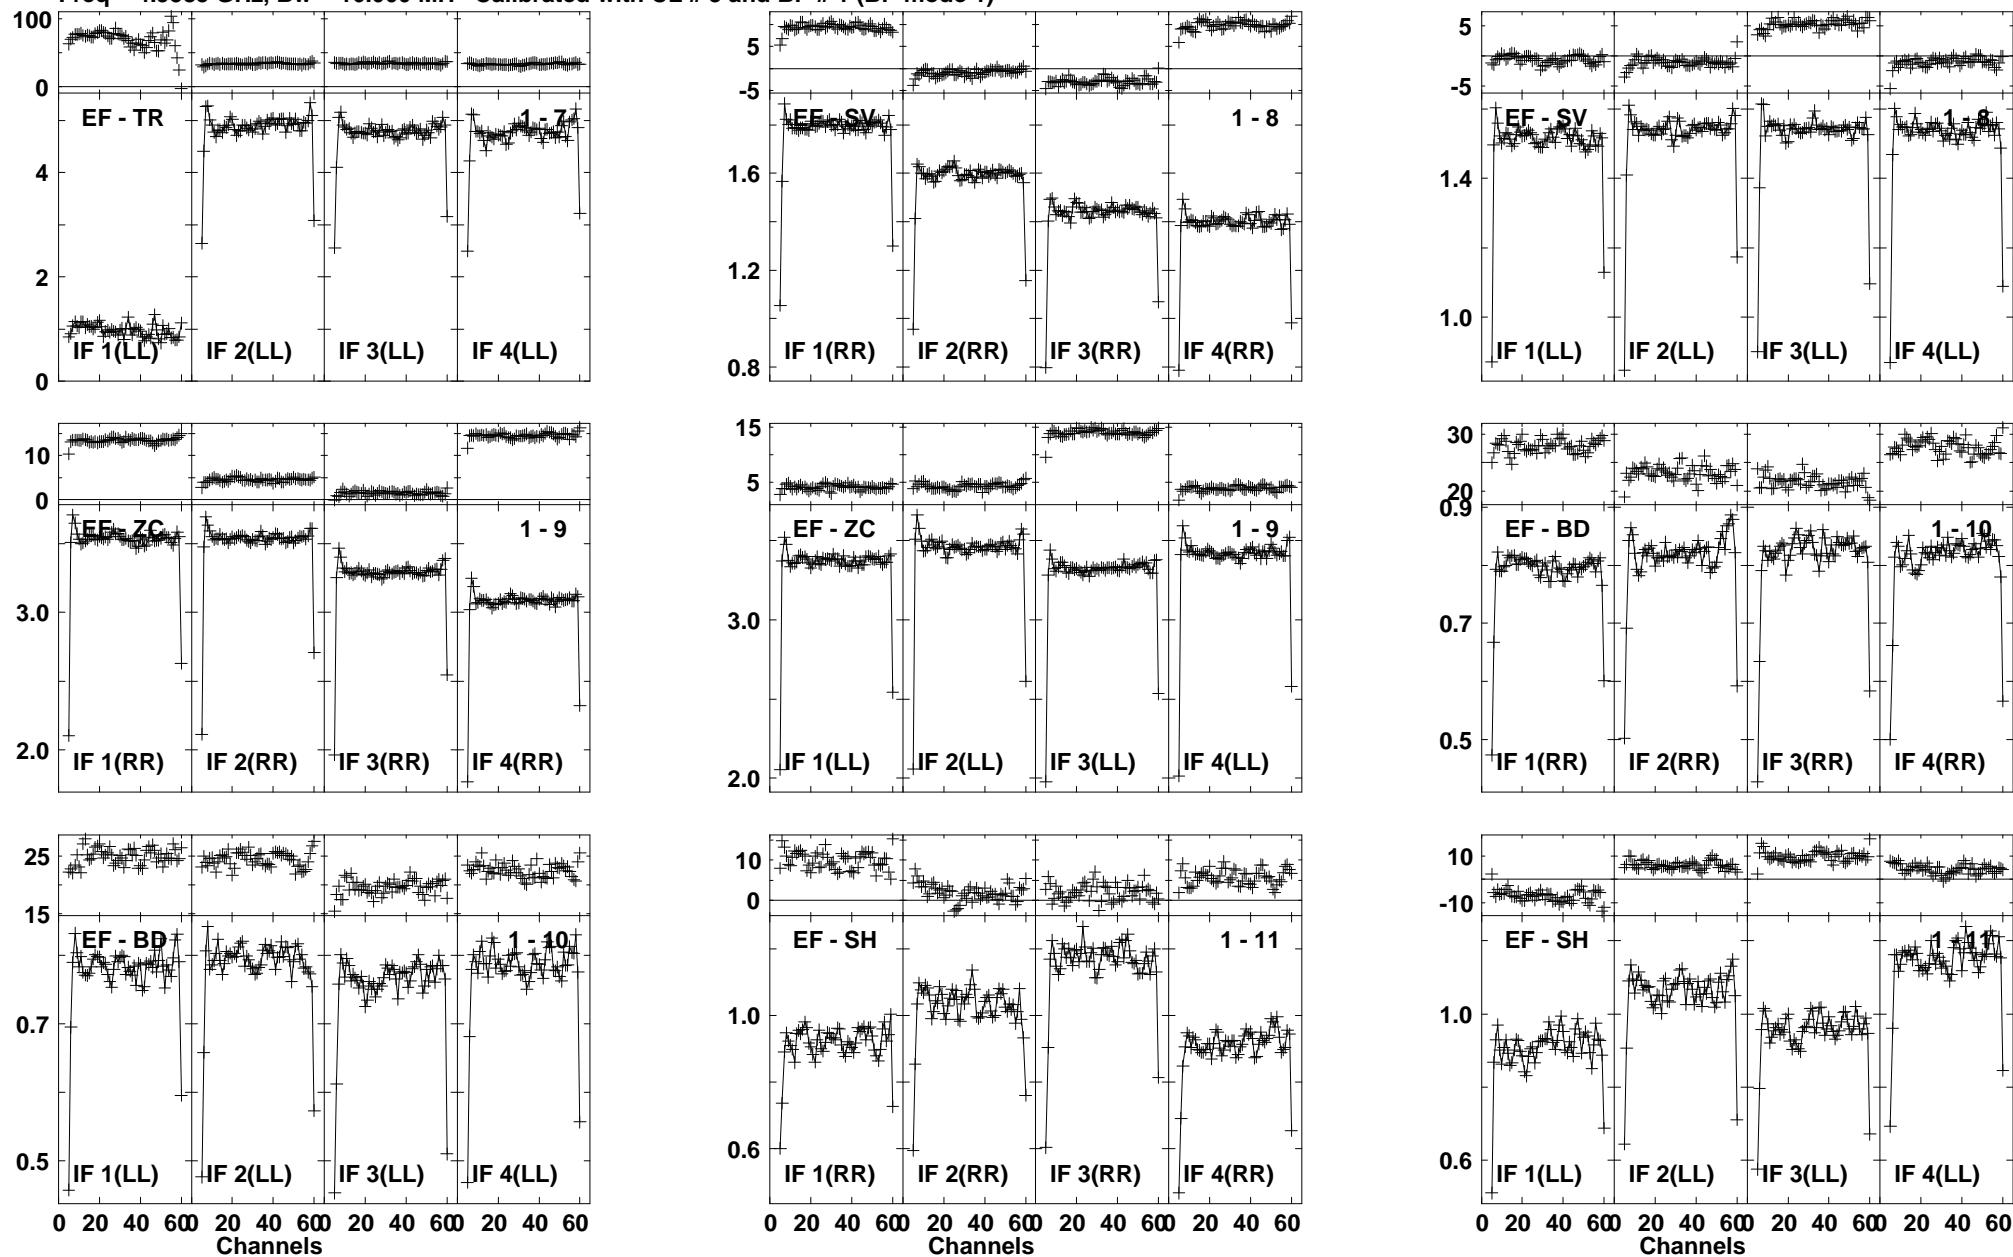 100
0
EF - TR
1 - 7
4
2
0
IF 1(LL) IF 2(LL) IF 3(LL) IF 4(LL)
5
-5
EF - SV
1 - 8
1.6
1.2
0.8
IF 1(RR) IF 2(RR) IF 3(RR) IF 4(RR)
5
-5
EF - SV
1 - 8
1.4
1.0
IF 1(LL) IF 2(LL) IF 3(LL) IF 4(LL)
10
0
EF - ZC
1 - 9
3.0
2.0
IF 1(RR) IF 2(RR) IF 3(RR) IF 4(RR)
15
5
EF - ZC
1 - 9
3.0
2.0
IF 1(LL) IF 2(LL) IF 3(LL) IF 4(LL)
30
20
0.9
EF - BD
1 - 10
0.7
0.5
IF 1(RR) IF 2(RR) IF 3(RR) IF 4(RR)
25
15
EF - BD
1 - 10
0.7
0.5
IF 1(LL) IF 2(LL) IF 3(LL) IF 4(LL)
0 20 40 60 0 20 40 60 0 20 40 60 0 20 40 60
Channels
10
0
EF - SH
1 - 11
1.0
0.6
IF 1(RR) IF 2(RR) IF 3(RR) IF 4(RR)
0 20 40 60 0 20 40 60 0 20 40 60 0 20 40 60
Channels
10
-10
EF - SH
1 - 11
1.0
0.6
IF 1(LL) IF 2(LL) IF 3(LL) IF 4(LL)
0 20 40 60 0 20 40 60 0 20 40 60 0 20 40 60
Channels